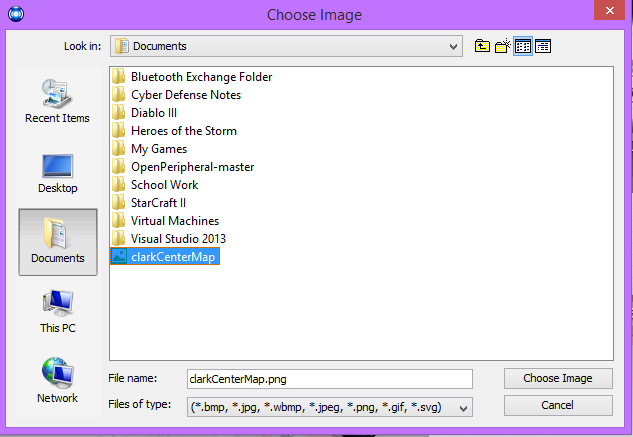 Choose Image
Look in: Documents
Recent Items
Desktop
Documents
This PC
Network
Bluetooth Exchange Folder
Cyber Defense Notes
Diablo III
Heroes of the Storm
My Games
OpenPeripheral-master
School Work
StarCraft II
Virtual Machines
Visual Studio 2013
clarkCenterMap
File name: clarkCenterMap.png
Choose Image
Files of type: (*.bmp, *.jpg, *.wbmp, *.jpeg, *.png, *.gif, *.svg)
Cancel